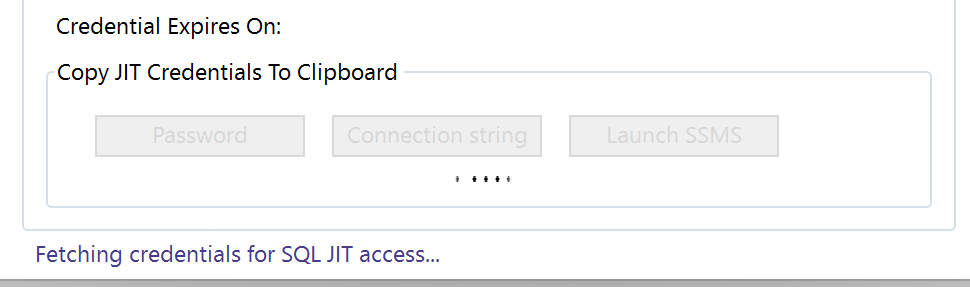 Credential Expires On:
Copy JIT Credentials To Clipboard
Password
Connection string
Launch SSMS
Fetching credentials for SQL JIT access...